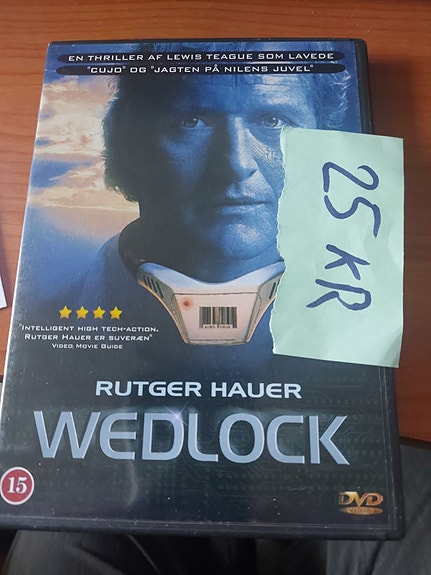 EN THRILLER AF LEWIS TEAGUE SOM LAVEDE
"CUJO" OG "JAGTEN PÅ NILENS JUVEL"
25 KR
"INTELLIGENT HIGH TECH-ACTION.
RUTGER HAUER ER SUVERÆN"
VIDEO MOVIE GUIDE
RUTGER HAUER
WEDLOCK
15
DVD